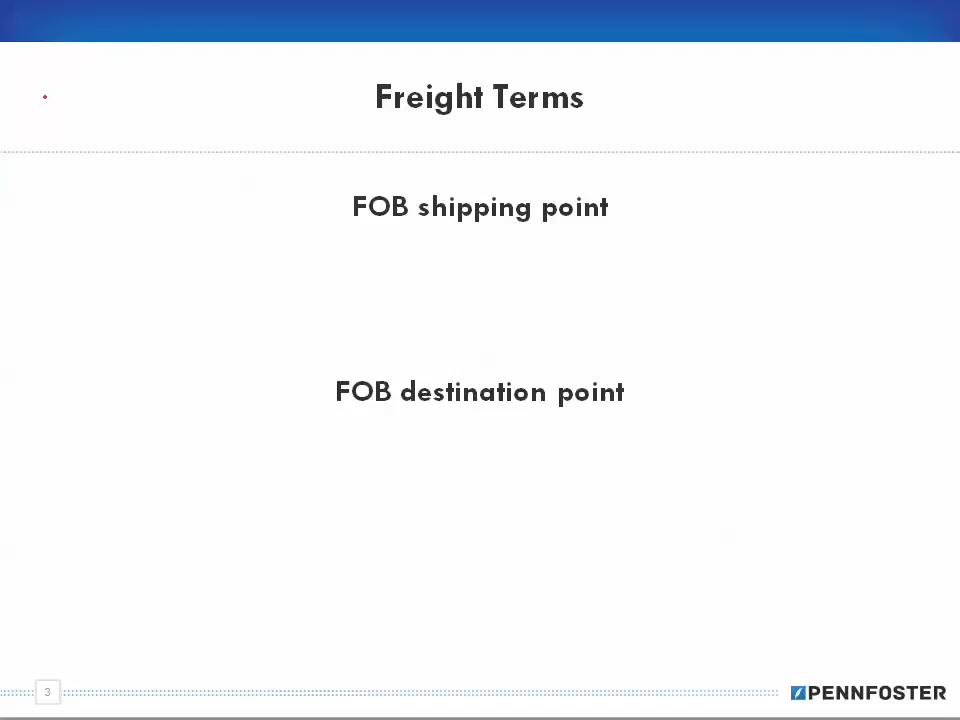 Freight Terms
FOB shipping point
FOB destination point
3
PENNFOSTER